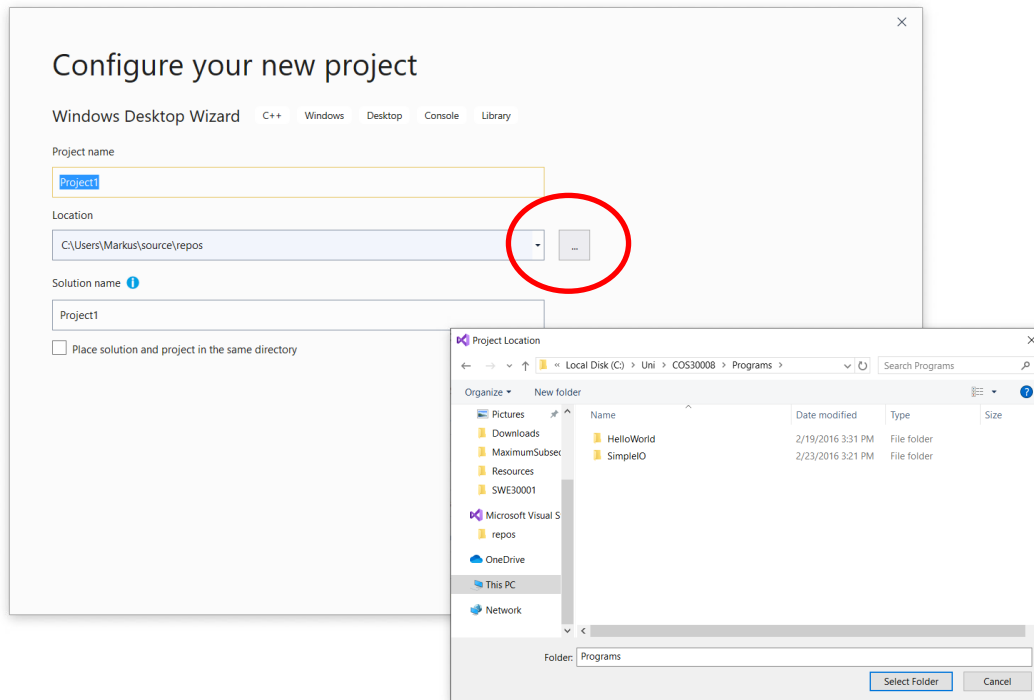 Configure your new project
Windows Desktop Wizard C++ Windows Desktop Console Library
Project name
Project1
Location
C:\Users\Markus\source\repos
...
Solution name
Project1
Place solution and project in the same directory
Project Location
« Local Disk (C:) > Uni > COS30008 > Programs >
Search Programs
Organize New folder
?
Name Date modified Type Size
Pictures
Downloads
MaximumSubsec
Resources
SWE30001
Microsoft Visual S
repos
OneDrive
This PC
Network
HelloWorld 2/19/2016 3:31 PM File folder
SimpleIO 2/23/2016 3:21 PM File folder
Folder: Programs
Select Folder Cancel